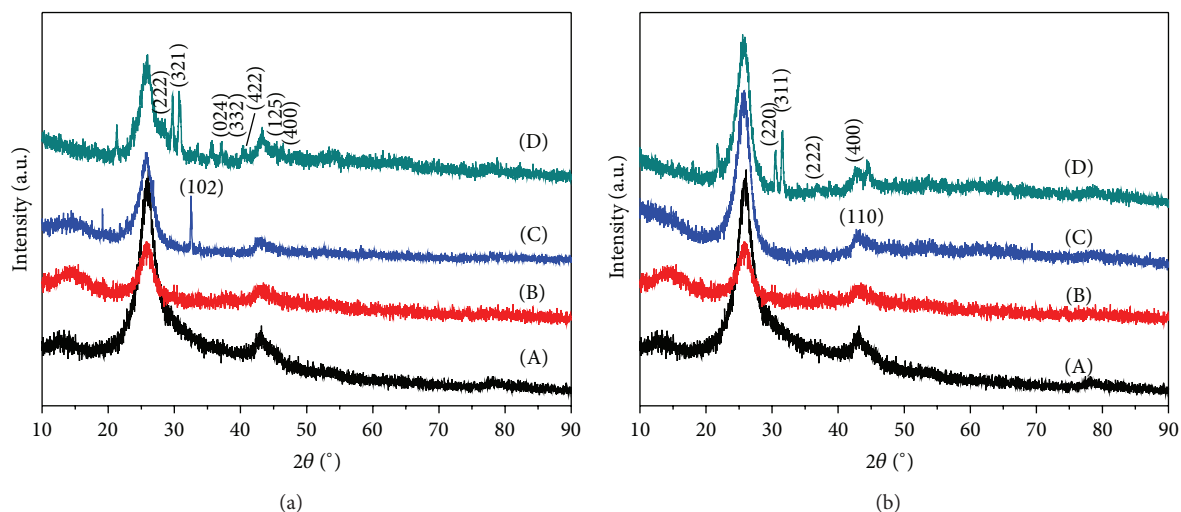 Intensity (a.u.)
(222)
(321)
(024)
(332)
(422)
(125)
(400)
(D)
(102)
(C)
(B)
(A)
10 20 30 40 50 60 70 80 90
2θ (°)
(a)
Intensity (a.u.)
(220)
(311)
(222)
(400)
(D)
(110)
(C)
(B)
(A)
10 20 30 40 50 60 70 80 90
2θ (°)
(b)